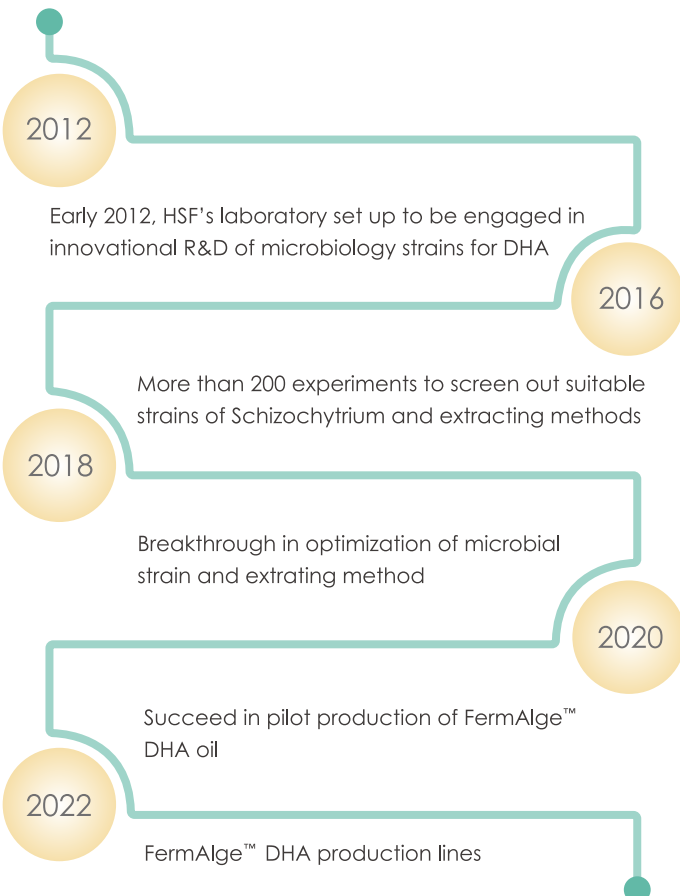 2012
Early 2012, HSF's laboratory set up to be engaged in
innovational R&D of microbiology strains for DHA
2016
More than 200 experiments to screen out suitable
strains of Schizochytrium and extracting methods
2018
Breakthrough in optimization of microbial
strain and extrating method
2020
Succeed in pilot production of FermAlge™
DHA oil
2022
FermAlge™ DHA production lines